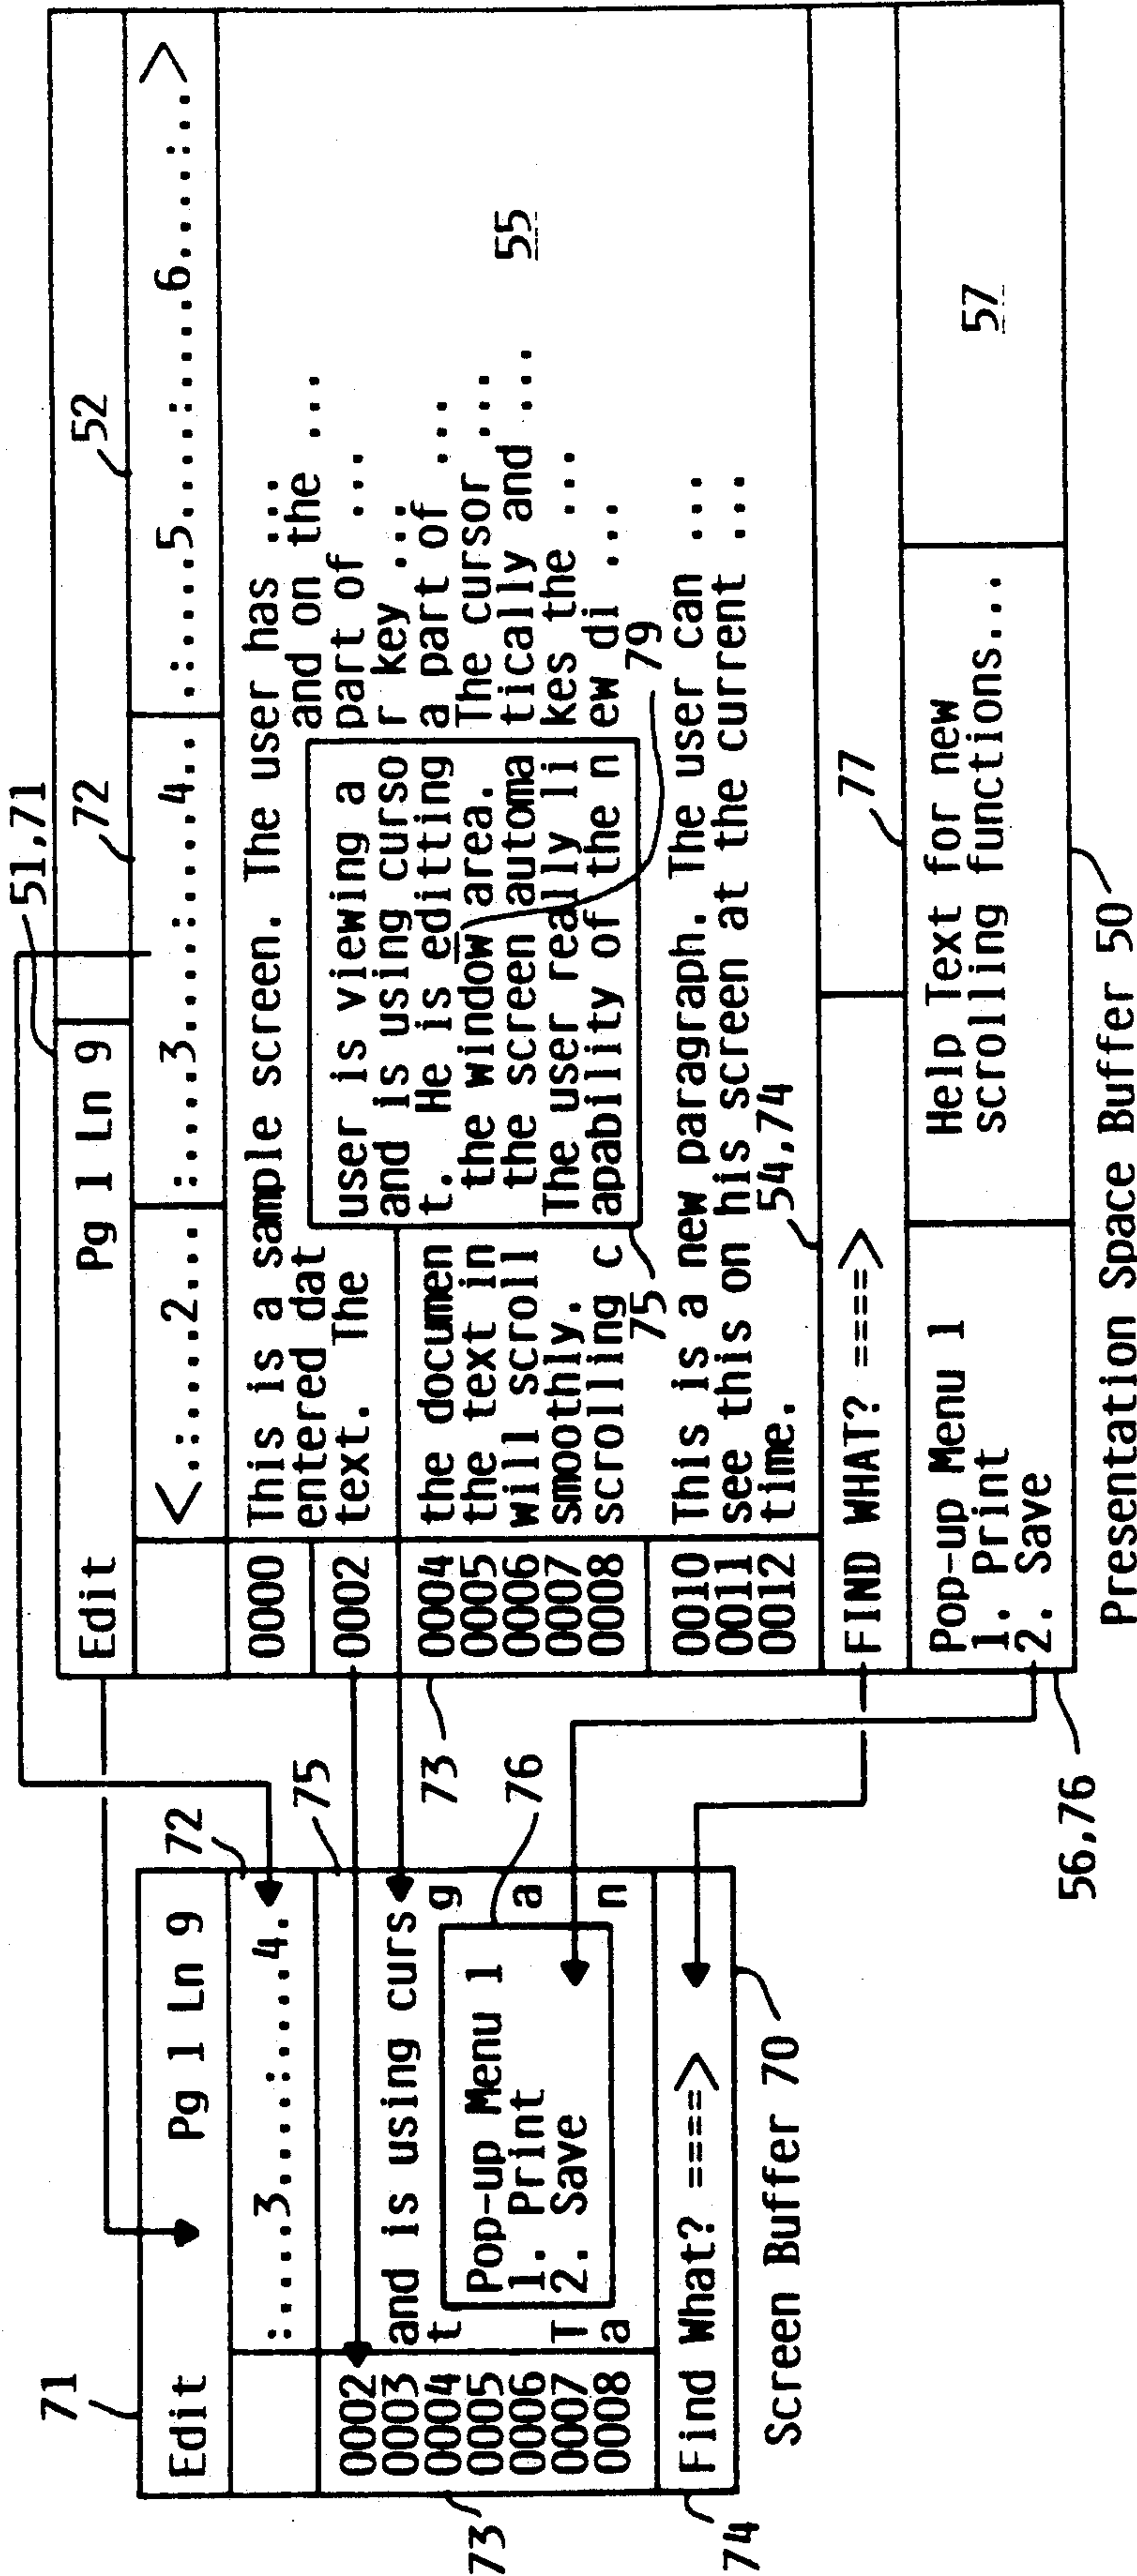 71
Edit Pg 1 Ln 9
72
:....3....:....4.
75
73
0002
0003 and is using curs
0004 t g
0005
0006 a
0007 T
0008 a n
76
Pop-up Menu 1
1. Print
2. Save
74
Find What? ====>
Screen Buffer 70
51,71
72
52
Edit Pg 1 Ln 9
<.:....2... :....3....:....4... .:....5....:....6....:..>
73
0000 This is a sample screen. The user has ...
entered dat and on the ...
0002 text. The user is viewing a part of ...
and is using curso r key ...
0004 the documen t. He is editting a part of ...
0005 the text in the window area. The cursor ...
0006 will scroll the screen automa tically and ...
0007 smoothly. The user really li kes the ...
0008 scrolling c apability of the n ew di ...
75
79
55
0010 This is a new paragraph. The user can ...
0011 see this on his screen at the current ...
0012 time.
54,74
77
FIND WHAT? ====>
Pop-up Menu 1
1. Print
2. Save
Help Text for new
scrolling functions...
57
56,76
Presentation Space Buffer 50